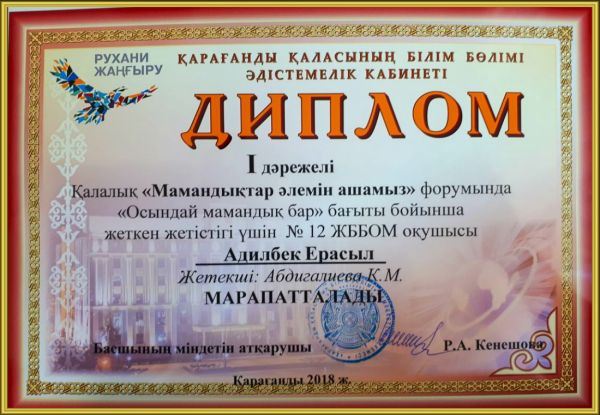 РУХАНИ
ЖАҢҒЫРУ
ҚАРАҒАНДЫ ҚАЛАСЫНЫҢ БІЛІМ БӨЛІМІ
ӘДІСТЕМЕЛІК КАБИНЕТІ
ДИПЛОМ
I дәрежелі
Қалалық «Мамандықтар әлемін ашамыз» форумында
«Осындай мамандық бар» бағыты бойынша
жеткен жетістігі үшін № 12 ЖББОМ оқушысы
Адилбек Ерасыл
Жетекші: Абдигалиева К.М.
МАРАПАТТАЛАДЫ
Басшының міндетін атқарушы Р.А. Кенешова
Қарағанды 2018 ж.